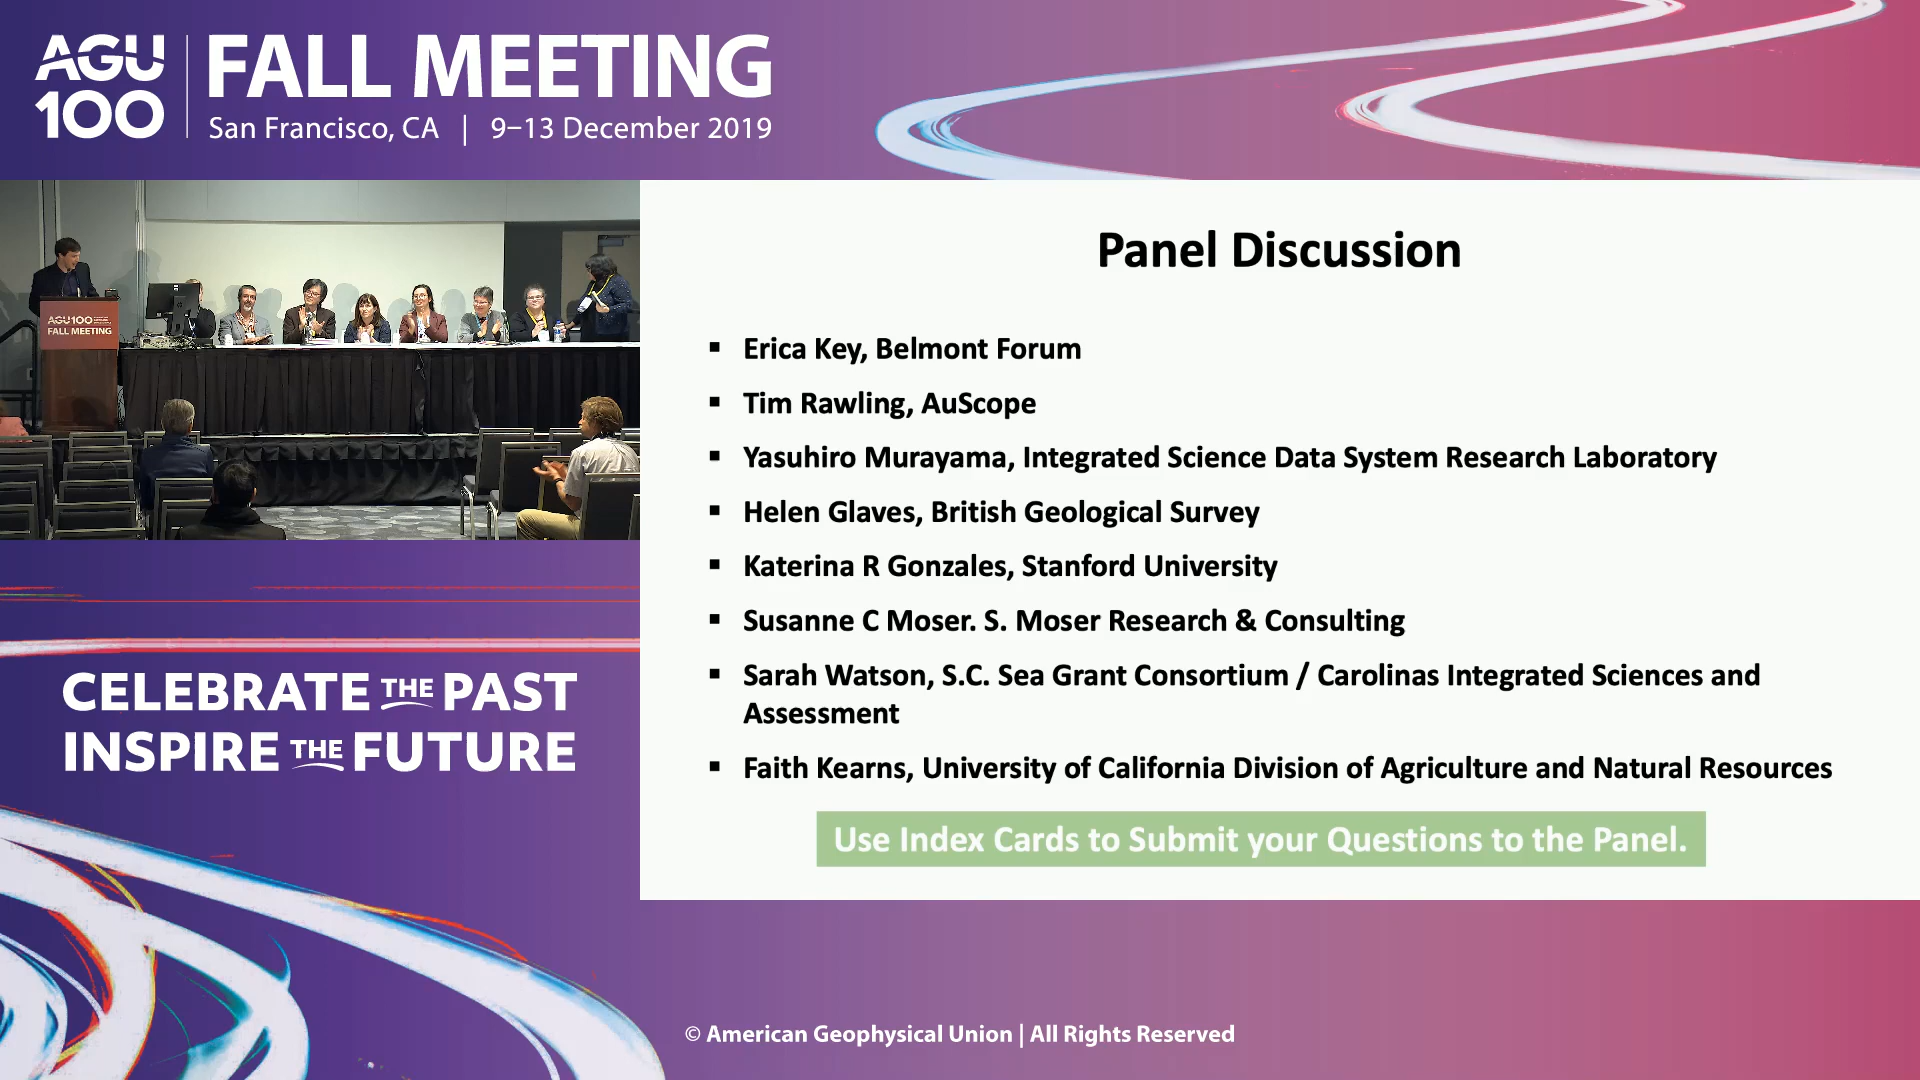 AGU
100
FALL MEETING
San Francisco, CA | 9–13 December 2019
AGU100
FALL MEETING
Panel Discussion
▪ Erica Key, Belmont Forum
▪ Tim Rawling, AuScope
▪ Yasuhiro Murayama, Integrated Science Data System Research Laboratory
▪ Helen Glaves, British Geological Survey
▪ Katerina R Gonzales, Stanford University
▪ Susanne C Moser. S. Moser Research & Consulting
▪ Sarah Watson, S.C. Sea Grant Consortium / Carolinas Integrated Sciences and
Assessment
▪ Faith Kearns, University of California Division of Agriculture and Natural Resources
Use Index Cards to Submit your Questions to the Panel.
CELEBRATE THE PAST
INSPIRE THE FUTURE
© American Geophysical Union | All Rights Reserved